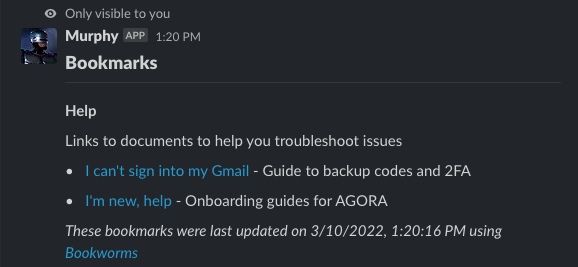 Only visible to you
Murphy APP 1:20 PM
Bookmarks
Help
Links to documents to help you troubleshoot issues
• I can't sign into my Gmail - Guide to backup codes and 2FA
• I'm new, help - Onboarding guides for AGORA
These bookmarks were last updated on 3/10/2022, 1:20:16 PM using
Bookworms